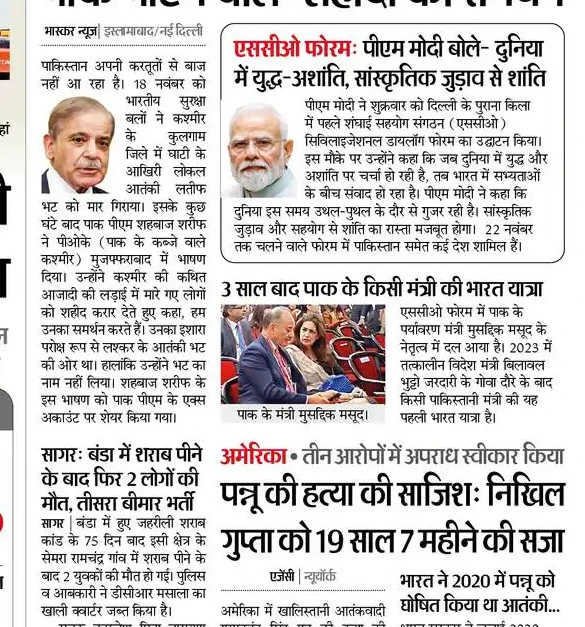 भास्कर न्यूज | इस्लामाबाद/नई दिल्ली
पाकिस्तान अपनी करतूतों से बाज
नहीं आ रहा है। 18 नवंबर को
भारतीय सुरक्षा
बलों ने कश्मीर
के कुलगाम
जिले में घाटी के
आखिरी लोकल
आतंकी लतीफ
भट को मार गिराया। इसके कुछ
घंटे बाद पाक पीएम शहबाज शरीफ
ने पीओके (पाक के कब्जे वाले
कश्मीर) मुजफ्फराबाद में भाषण
दिया। उन्होंने कश्मीर की कथित
आजादी की लड़ाई में मारे गए लोगों
को शहीद करार देते हुए कहा, हम
उनका समर्थन करते हैं। उनका इशारा
परोक्ष रूप से लश्कर के आतंकी भट
की ओर था। हालांकि उन्होंने भट का
नाम नहीं लिया। शहबाज शरीफ के
इस भाषण को पाक पीएम के एक्स
अकाउंट पर शेयर किया गया।
एससीओ फोरम: पीएम मोदी बोले- दुनिया
में युद्ध-अशांति, सांस्कृतिक जुड़ाव से शांति
पीएम मोदी ने शुक्रवार को दिल्ली के पुराना किला
में पहले शंघाई सहयोग संगठन (एससीओ)
सिविलाइजेशनल डायलॉग फोरम का उद्घाटन किया।
इस मौके पर उन्होंने कहा कि जब दुनिया में युद्ध और
अशांति पर चर्चा हो रही है, तब भारत में सभ्यताओं
के बीच संवाद हो रहा है। पीएम मोदी ने कहा कि
दुनिया इस समय उथल-पुथल के दौर से गुजर रही है। सांस्कृतिक
जुड़ाव और सहयोग से शांति का रास्ता मजबूत होगा। 22 नवंबर
तक चलने वाले फोरम में पाकिस्तान समेत कई देश शामिल हैं।
3 साल बाद पाक के किसी मंत्री की भारत यात्रा
एससीओ फोरम में पाक के
पर्यावरण मंत्री मुसद्दिक मसूद के
नेतृत्व में दल आया है। 2023 में
तत्कालीन विदेश मंत्री बिलावल
भुट्टो जरदारी के गोवा दौरे के बाद
किसी पाकिस्तानी मंत्री की यह
पहली भारत यात्रा है।
पाक के मंत्री मुसद्दिक मसूद।
सागर: बंडा में शराब पीने
के बाद फिर 2 लोगों की
मौत, तीसरा बीमार भर्ती
सागर | बंडा में हुए जहरीली शराब
कांड के 75 दिन बाद इसी क्षेत्र के
सेमरा रामचंद्र गांव में शराब पीने के
बाद 2 युवकों की मौत हो गई। पुलिस
व आबकारी ने डीसीआर मसाला का
खाली क्वार्टर जब्त किया है।
अमेरिका • तीन आरोपों में अपराध स्वीकार किया
पन्नू की हत्या की साजिश: निखिल
गुप्ता को 19 साल 7 महीने की सजा
एजेंसी | न्यूयॉर्क
अमेरिका में खालिस्तानी आतंकवादी
भारत ने 2020 में पन्नू को
घोषित किया था आतंकी...